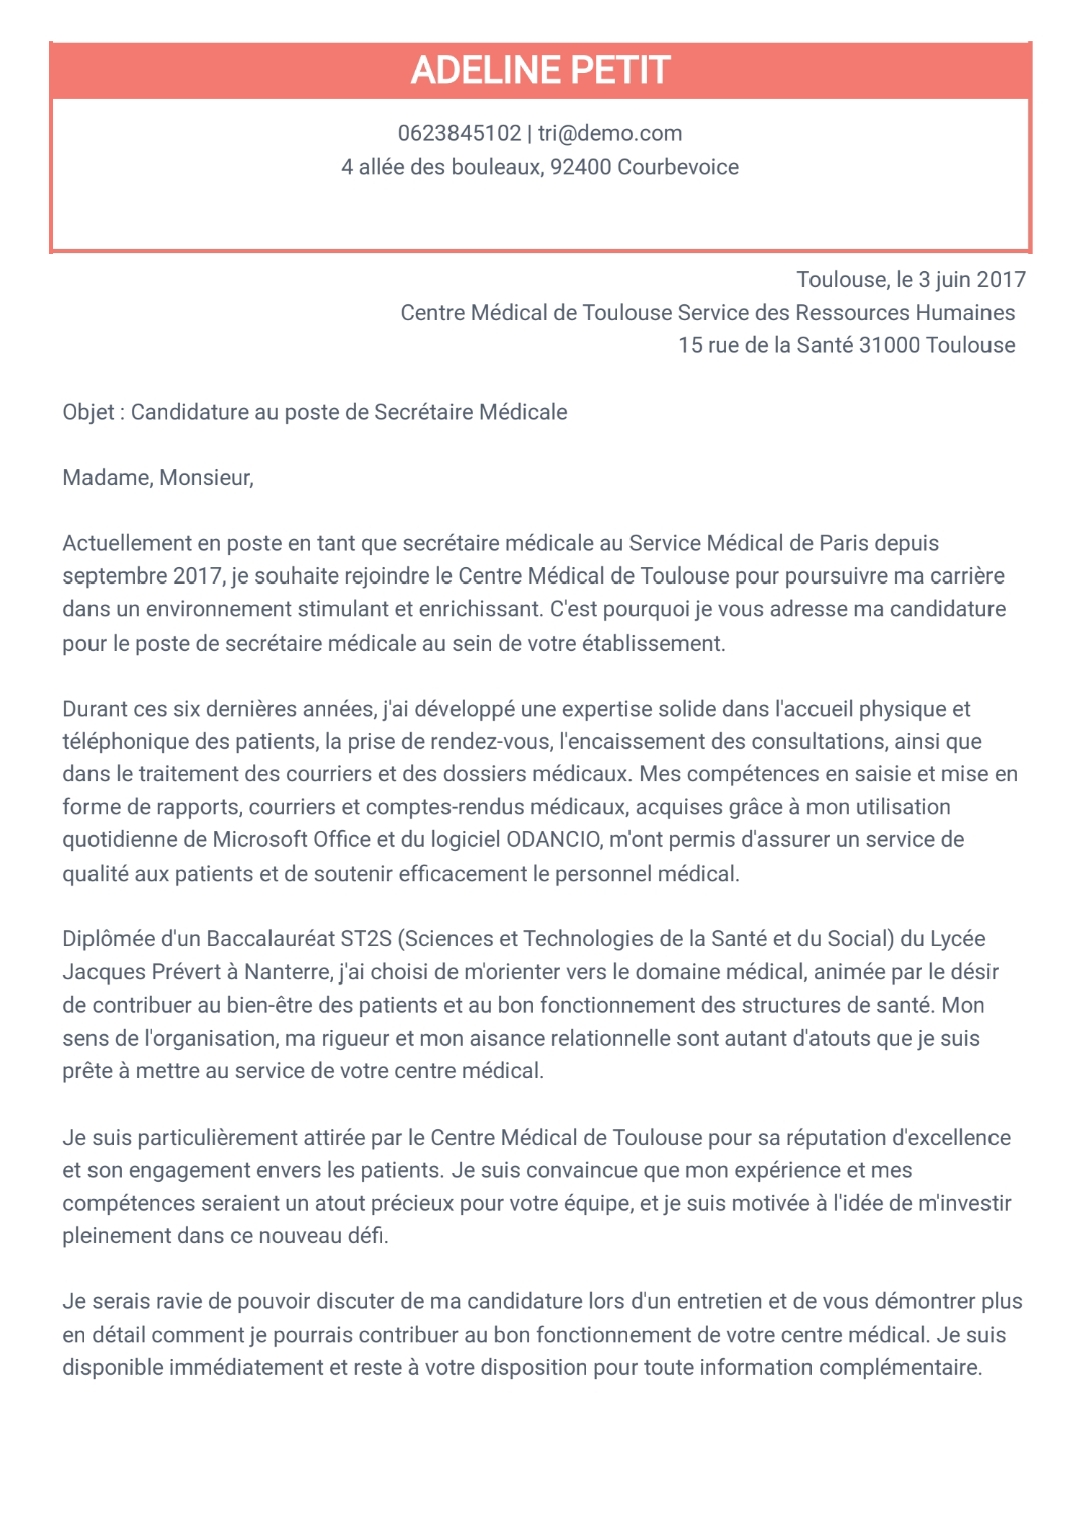 ADELINE PETIT
0623845102 | tri@demo.com
4 allée des bouleaux, 92400 Courbevoice
Toulouse, le 3 juin 2017
Centre Médical de Toulouse Service des Ressources Humaines
15 rue de la Santé 31000 Toulouse
Objet : Candidature au poste de Secrétaire Médicale
Madame, Monsieur,
Actuellement en poste en tant que secrétaire médicale au Service Médical de Paris depuis
septembre 2017, je souhaite rejoindre le Centre Médical de Toulouse pour poursuivre ma carrière
dans un environnement stimulant et enrichissant. C'est pourquoi je vous adresse ma candidature
pour le poste de secrétaire médicale au sein de votre établissement.
Durant ces six dernières années, j'ai développé une expertise solide dans l'accueil physique et
téléphonique des patients, la prise de rendez-vous, l'encaissement des consultations, ainsi que
dans le traitement des courriers et des dossiers médicaux. Mes compétences en saisie et mise en
forme de rapports, courriers et comptes-rendus médicaux, acquises grâce à mon utilisation
quotidienne de Microsoft Office et du logiciel ODANCIO, m'ont permis d'assurer un service de
qualité aux patients et de soutenir efficacement le personnel médical.
Diplômée d'un Baccalauréat ST2S (Sciences et Technologies de la Santé et du Social) du Lycée
Jacques Prévert à Nanterre, j'ai choisi de m'orienter vers le domaine médical, animée par le désir
de contribuer au bien-être des patients et au bon fonctionnement des structures de santé. Mon
sens de l'organisation, ma rigueur et mon aisance relationnelle sont autant d'atouts que je suis
prête à mettre au service de votre centre médical.
Je suis particulièrement attirée par le Centre Médical de Toulouse pour sa réputation d'excellence
et son engagement envers les patients. Je suis convaincue que mon expérience et mes
compétences seraient un atout précieux pour votre équipe, et je suis motivée à l'idée de m'investir
pleinement dans ce nouveau défi.
Je serais ravie de pouvoir discuter de ma candidature lors d'un entretien et de vous démontrer plus
en détail comment je pourrais contribuer au bon fonctionnement de votre centre médical. Je suis
disponible immédiatement et reste à votre disposition pour toute information complémentaire.